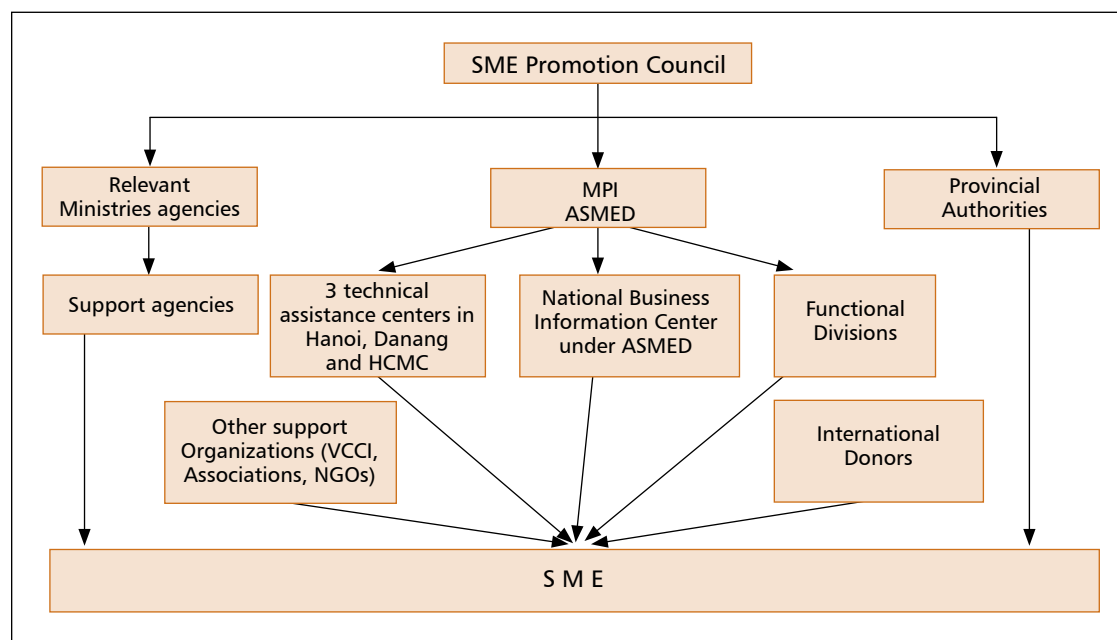 SME Promotion Council
Relevant
Ministries agencies
MPI
ASMED
Provincial
Authorities
Support agencies
3 technical
assistance centers in
Hanoi, Danang
and HCMC
National Business
Information Center
under ASMED
Functional
Divisions
Other support
Organizations (VCCI,
Associations, NGOs)
International
Donors
S M E